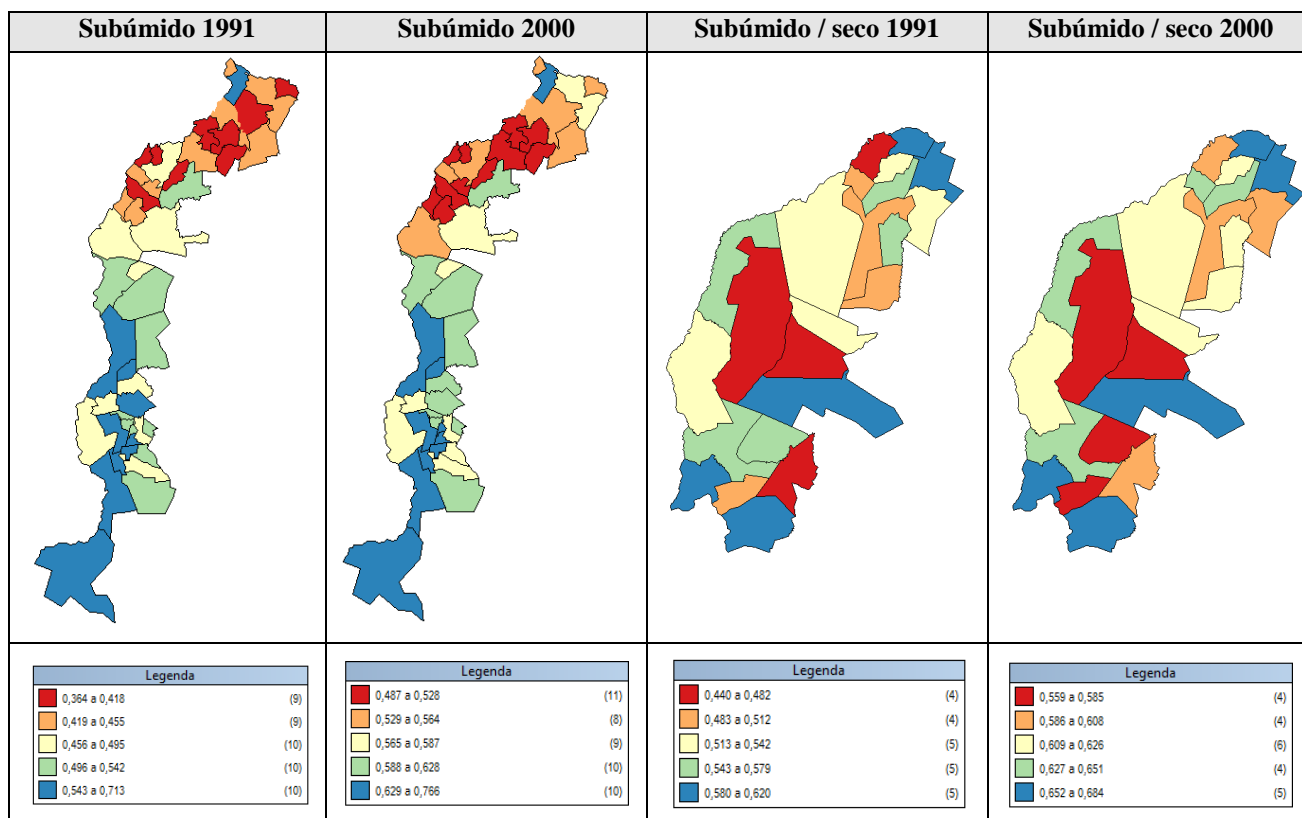 Subúmido 1991
Subúmido 2000
Subúmido / seco 1991
Subúmido / seco 2000
Legenda
0,364 a 0,418 (9)
0,419 a 0,455 (9)
0,456 a 0,495 (10)
0,496 a 0,542 (10)
0,543 a 0,713 (10)
Legenda
0,487 a 0,528 (11)
0,529 a 0,564 (8)
0,565 a 0,587 (9)
0,588 a 0,628 (10)
0,629 a 0,766 (10)
Legenda
0,440 a 0,482 (4)
0,483 a 0,512 (4)
0,513 a 0,542 (5)
0,543 a 0,579 (5)
0,580 a 0,620 (5)
Legenda
0,559 a 0,585 (4)
0,586 a 0,608 (4)
0,609 a 0,626 (6)
0,627 a 0,651 (4)
0,652 a 0,684 (5)